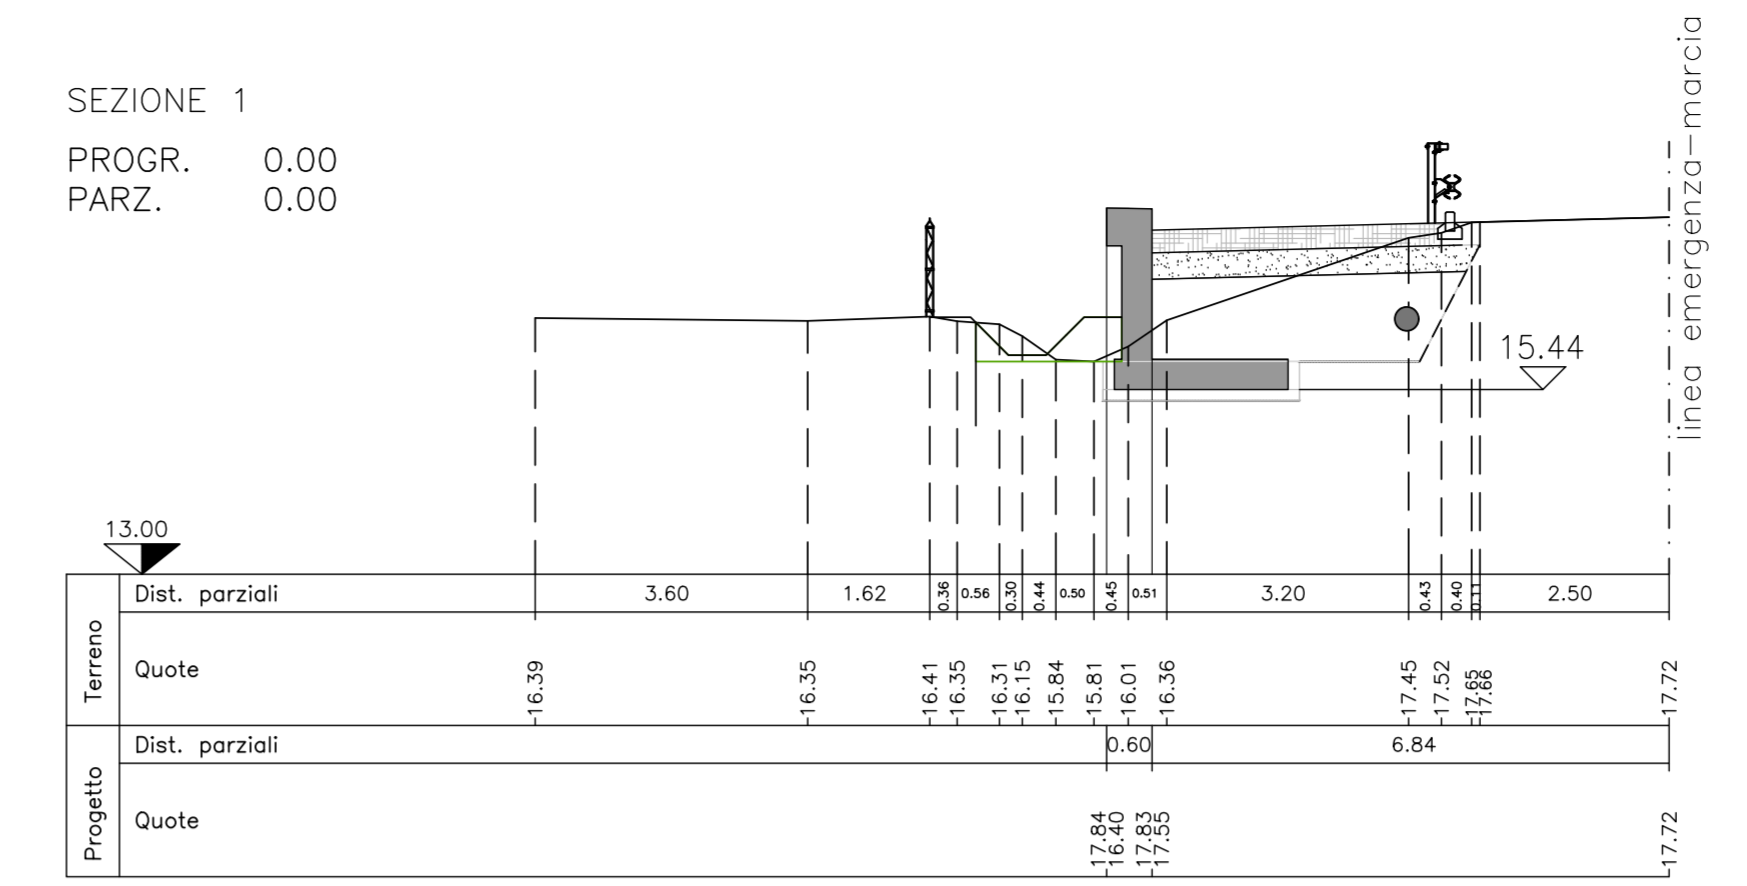 linea emergenza-marcia
SEZIONE 1
PROGR. 0.00
PARZ. 0.00
15.44
13.00
Terreno
Dist. parziali 3.60 1.62 0.36 0.56 0.30 0.44 0.50 0.45 0.51 3.20 0.43 0.40 0.11 2.50
Quote 16.39 16.35 16.41 16.35 16.31 16.15 15.84 15.81 16.01 16.36 17.45 17.52 17.65 17.66 17.72
Progetto
Dist. parziali 0.60 6.84
Quote 17.84 16.40 17.83 17.55 17.72